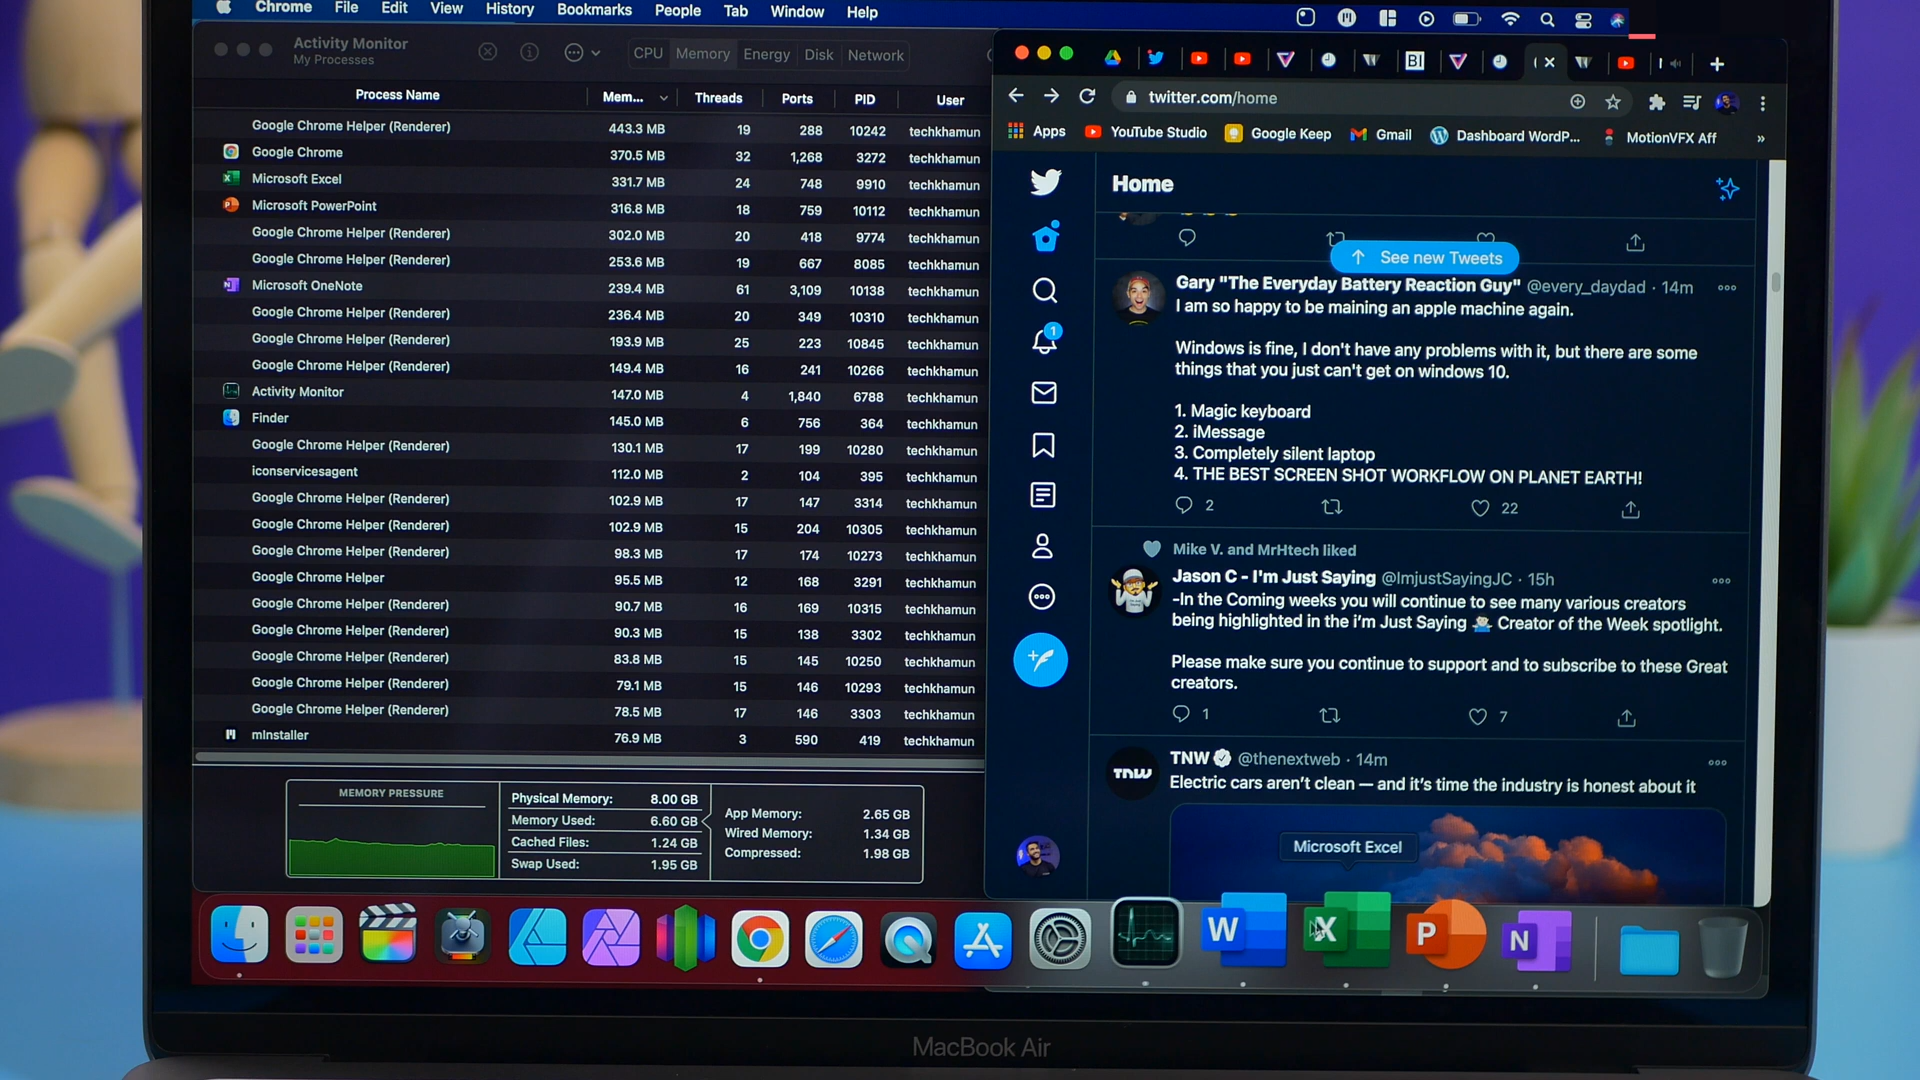 Chrome File Edit View History Bookmarks People Tab Window Help
Activity Monitor
My Processes
CPU Memory Energy Disk Network
Process Name Mem... Threads Ports PID User
Google Chrome Helper (Renderer) 443.3 MB 19 288 10242 techkhamun
Google Chrome 370.5 MB 32 1,268 3272 techkhamun
Microsoft Excel 331.7 MB 24 748 9910 techkhamun
Microsoft PowerPoint 316.8 MB 18 759 10112 techkhamun
Google Chrome Helper (Renderer) 302.0 MB 20 418 9774 techkhamun
Google Chrome Helper (Renderer) 253.6 MB 19 667 8085 techkhamun
Microsoft OneNote 239.4 MB 61 3,109 10138 techkhamun
Google Chrome Helper (Renderer) 236.4 MB 20 349 10310 techkhamun
Google Chrome Helper (Renderer) 193.9 MB 25 223 10845 techkhamun
Google Chrome Helper (Renderer) 149.4 MB 16 241 10266 techkhamun
Activity Monitor 147.0 MB 4 1,840 6788 techkhamun
Finder 145.0 MB 6 756 364 techkhamun
Google Chrome Helper (Renderer) 130.1 MB 17 199 10280 techkhamun
iconservicesagent 112.0 MB 2 104 395 techkhamun
Google Chrome Helper (Renderer) 102.9 MB 17 147 3314 techkhamun
Google Chrome Helper (Renderer) 102.9 MB 15 204 10305 techkhamun
Google Chrome Helper (Renderer) 98.3 MB 17 174 10273 techkhamun
Google Chrome Helper 95.5 MB 12 168 3291 techkhamun
Google Chrome Helper (Renderer) 90.7 MB 16 169 10315 techkhamun
Google Chrome Helper (Renderer) 90.3 MB 15 138 3302 techkhamun
Google Chrome Helper (Renderer) 83.8 MB 15 145 10250 techkhamun
Google Chrome Helper (Renderer) 79.1 MB 15 146 10293 techkhamun
Google Chrome Helper (Renderer) 78.5 MB 17 146 3303 techkhamun
mInstaller 76.9 MB 3 590 419 techkhamun
MEMORY PRESSURE
Physical Memory: 8.00 GB
Memory Used: 6.60 GB
Cached Files: 1.24 GB
Swap Used: 1.95 GB
App Memory: 2.65 GB
Wired Memory: 1.34 GB
Compressed: 1.98 GB
BI
twitter.com/home
Apps YouTube Studio Google Keep Gmail Dashboard WordP... MotionVFX Aff »
Home
See new Tweets
Gary "The Everyday Battery Reaction Guy" @every_daydad · 14m
I am so happy to be maining an apple machine again.
Windows is fine, I don't have any problems with it, but there are some
things that you just can't get on windows 10.
1. Magic keyboard
2. iMessage
3. Completely silent laptop
4. THE BEST SCREEN SHOT WORKFLOW ON PLANET EARTH!
2 22
1
Mike V. and MrHtech liked
Jason C - I'm Just Saying @ImjustSayingJC · 15h
-In the Coming weeks you will continue to see many various creators
being highlighted in the i'm Just Saying 🤷🏻‍♂️ Creator of the Week spotlight.
Please make sure you continue to support and to subscribe to these Great
creators.
1 7
TNW @thenextweb · 14m
TNW
Electric cars aren't clean — and it's time the industry is honest about it
Microsoft Excel
W X P N
MacBook Air